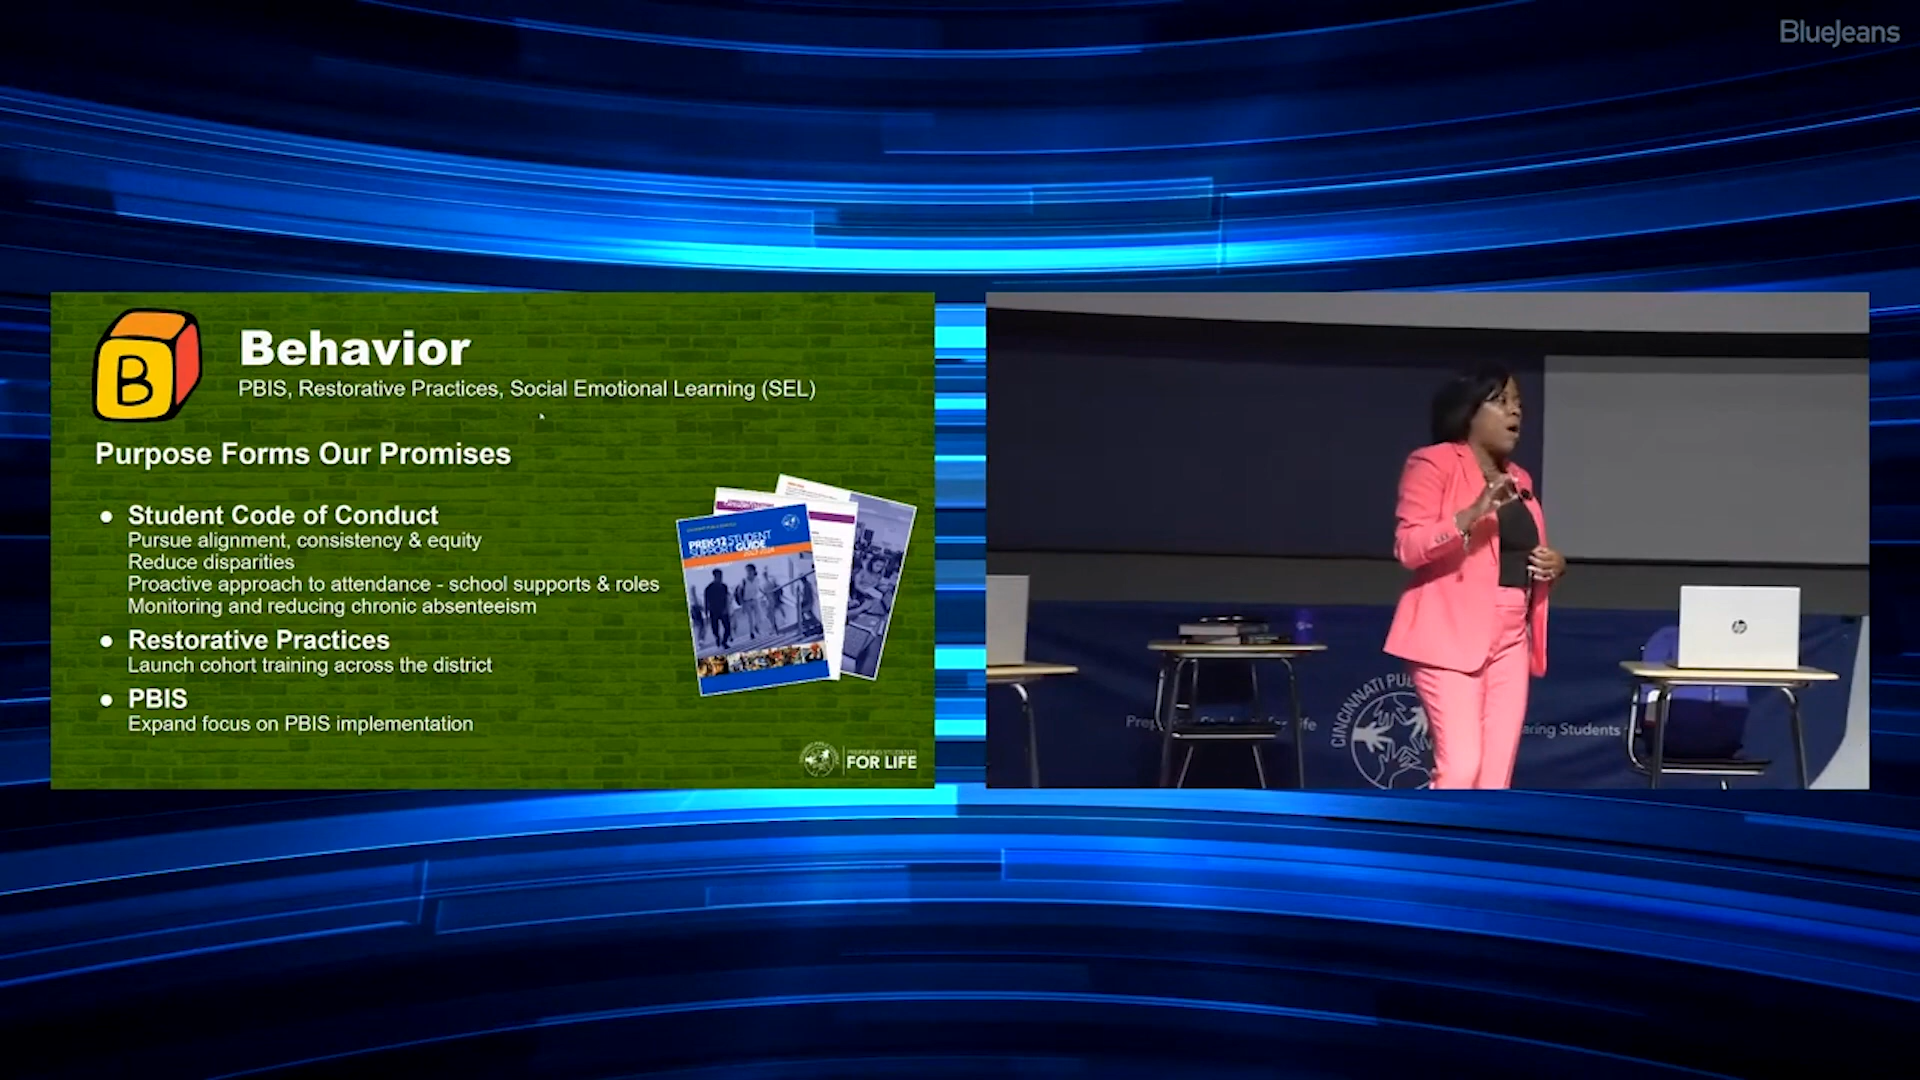 BlueJeans
B
Behavior
PBIS, Restorative Practices, Social Emotional Learning (SEL)
Purpose Forms Our Promises
● Student Code of Conduct
Pursue alignment, consistency & equity
Reduce disparities
Proactive approach to attendance - school supports & roles
Monitoring and reducing chronic absenteeism
● Restorative Practices
Launch cohort training across the district
● PBIS
Expand focus on PBIS implementation
PREK-12 STUDENT
SUPPORT GUIDE
PREPARING STUDENTS
FOR LIFE
hp
CINCINNATI PU
aring Students